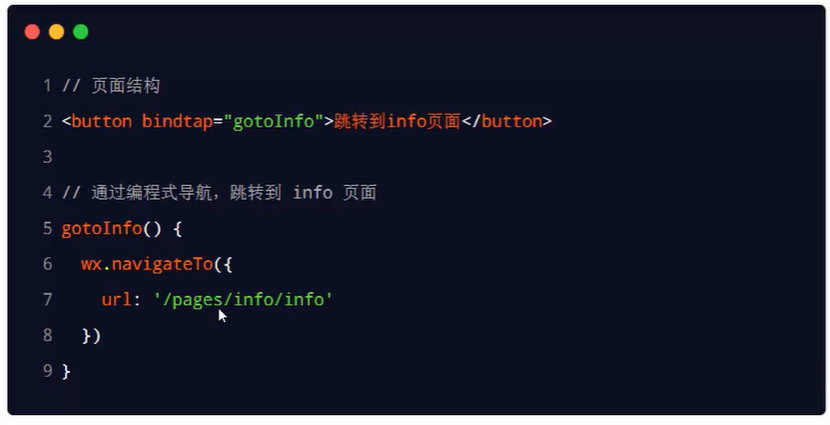 1 // 页面结构
2 <button bindtap="gotoInfo">跳转到info页面</button>
3
4 // 通过编程式导航，跳转到 info 页面
5 gotoInfo() {
6   wx.navigateTo({
7     url: '/pages/info/info'
8   })
9 }